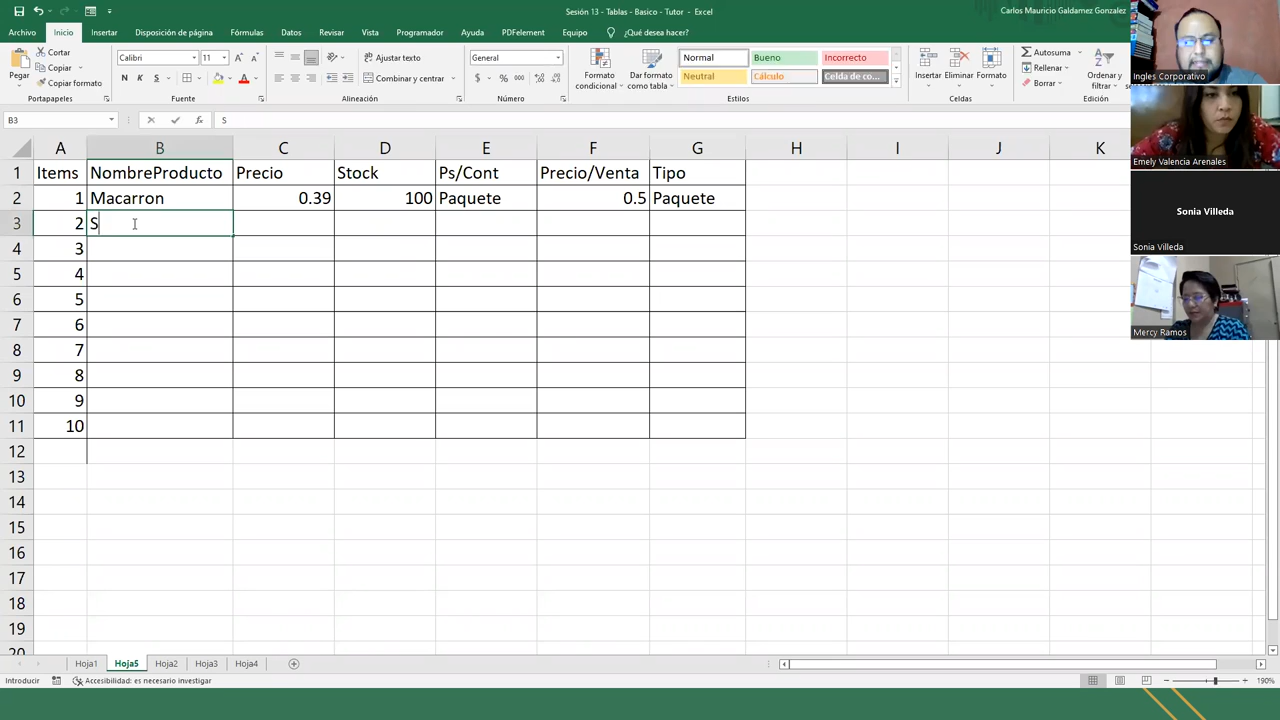 Sesión 13 - Tablas - Basico - Tutor - Excel
Carlos Mauricio Galdamez Gonzalez
Archivo Inicio Insertar Disposición de página Fórmulas Datos Revisar Vista Programador Ayuda PDFelement Equipo ¿Qué desea hacer?
Pegar
Cortar
Copiar
Copiar formato
Portapapeles
Calibri 11
N K S
Fuente
Ajustar texto
Combinar y centrar
Alineación
General
$ % 000
Número
Formato condicional
Dar formato como tabla
Normal Bueno Incorrecto
Neutral Cálculo Celda de co...
Estilos
Insertar Eliminar Formato
Celdas
Autosuma
Rellenar
Borrar
Ordenar y filtrar
Edición
Ingles Corporativo
B3 fx S
A B C D E F G H I J K
1 Items NombreProducto Precio Stock Ps/Cont Precio/Venta Tipo
2 1 Macarron 0.39 100 Paquete 0.5 Paquete
3 2 S
4 3
5 4
6 5
7 6
8 7
9 8
10 9
11 10
12
13
14
15
16
17
18
19
20
Emely Valencia Arenales
Sonia Villeda
Sonia Villeda
Mercy Ramos
Hoja1 Hoja5 Hoja2 Hoja3 Hoja4
Introducir Accesibilidad: es necesario investigar 190%